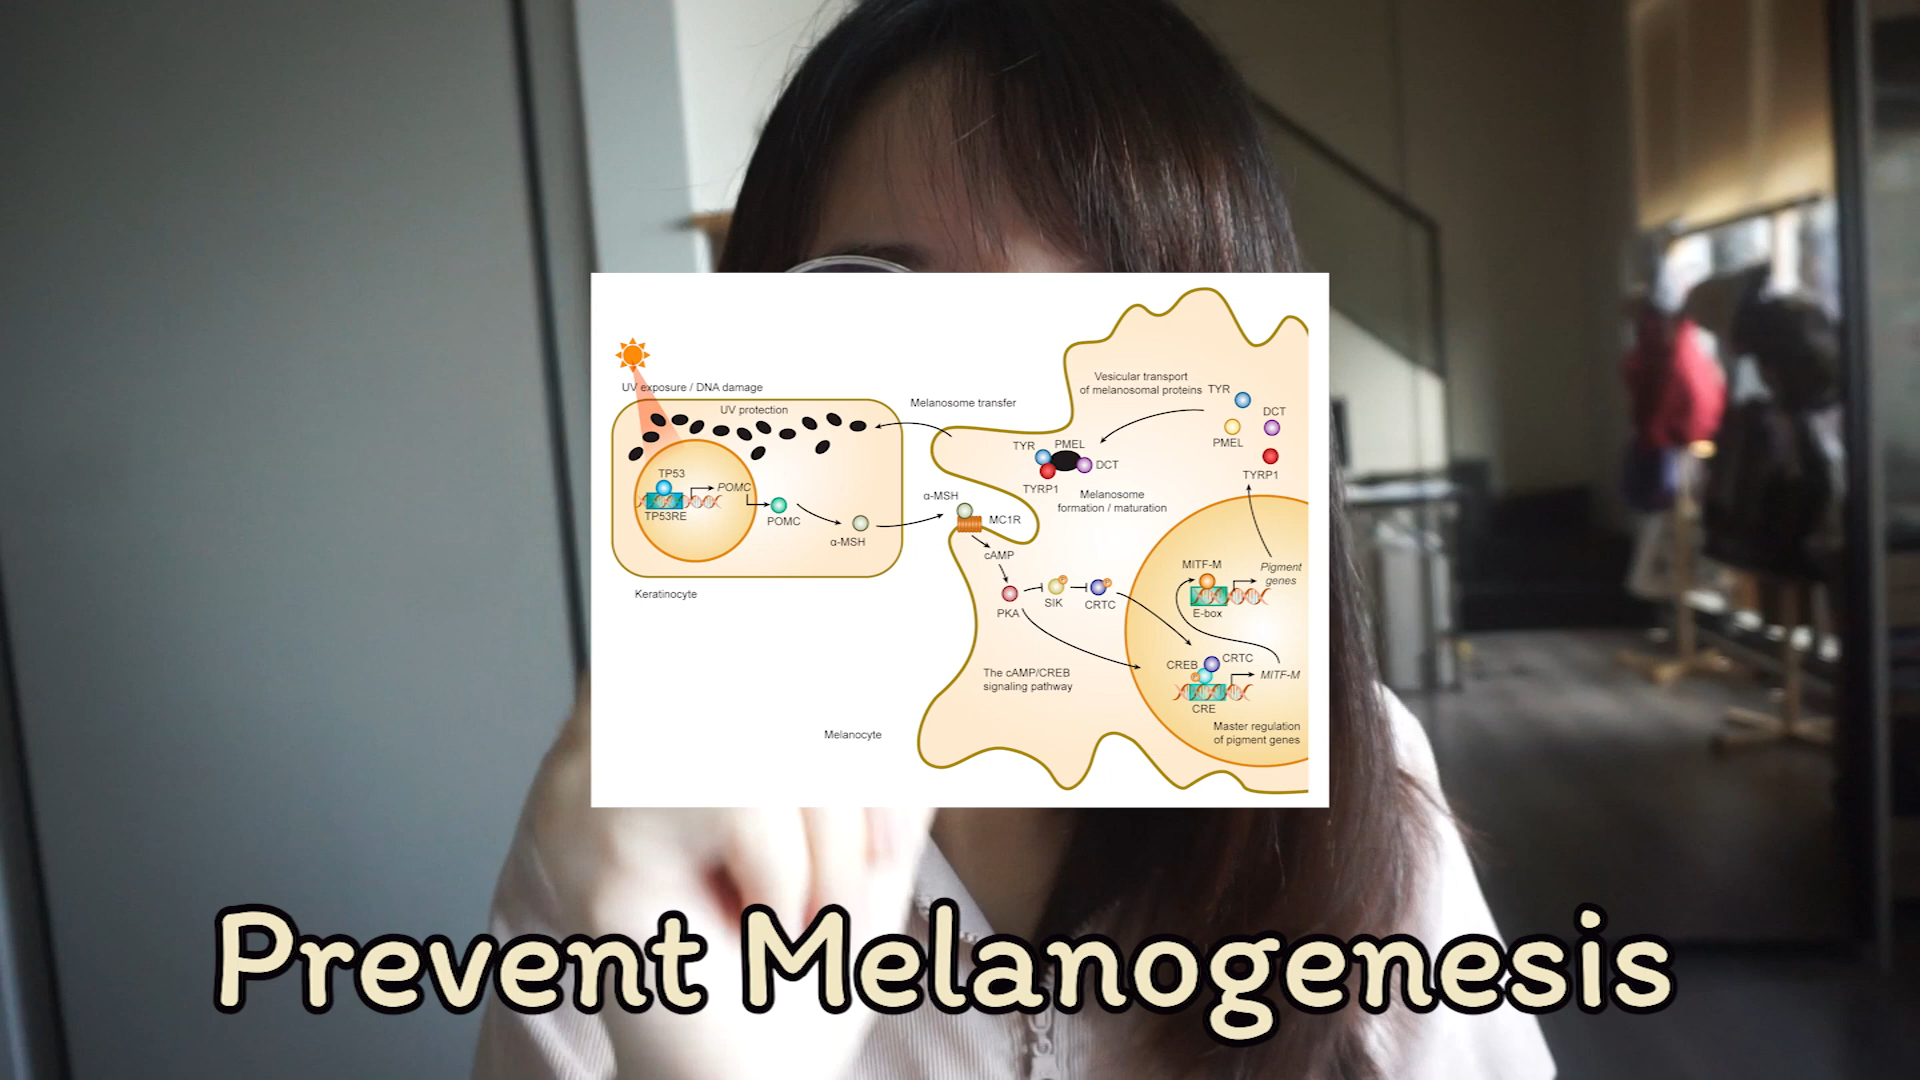 UV exposure / DNA damage
UV protection
TP53
POMC
TP53RE
POMC
α-MSH
Keratinocyte
Melanosome transfer
Vesicular transport
of melanosomal proteins
TYR
DCT
PMEL
TYRP1
TYR
PMEL
DCT
TYRP1
Melanosome
formation / maturation
α-MSH
MC1R
cAMP
PKA
SIK
P
CRTC
P
The cAMP/CREB
signaling pathway
Melanocyte
MITF-M
Pigment
genes
E-box
CREB
CRTC
P
MITF-M
CRE
Master regulation
of pigment genes
Prevent Melanogenesis